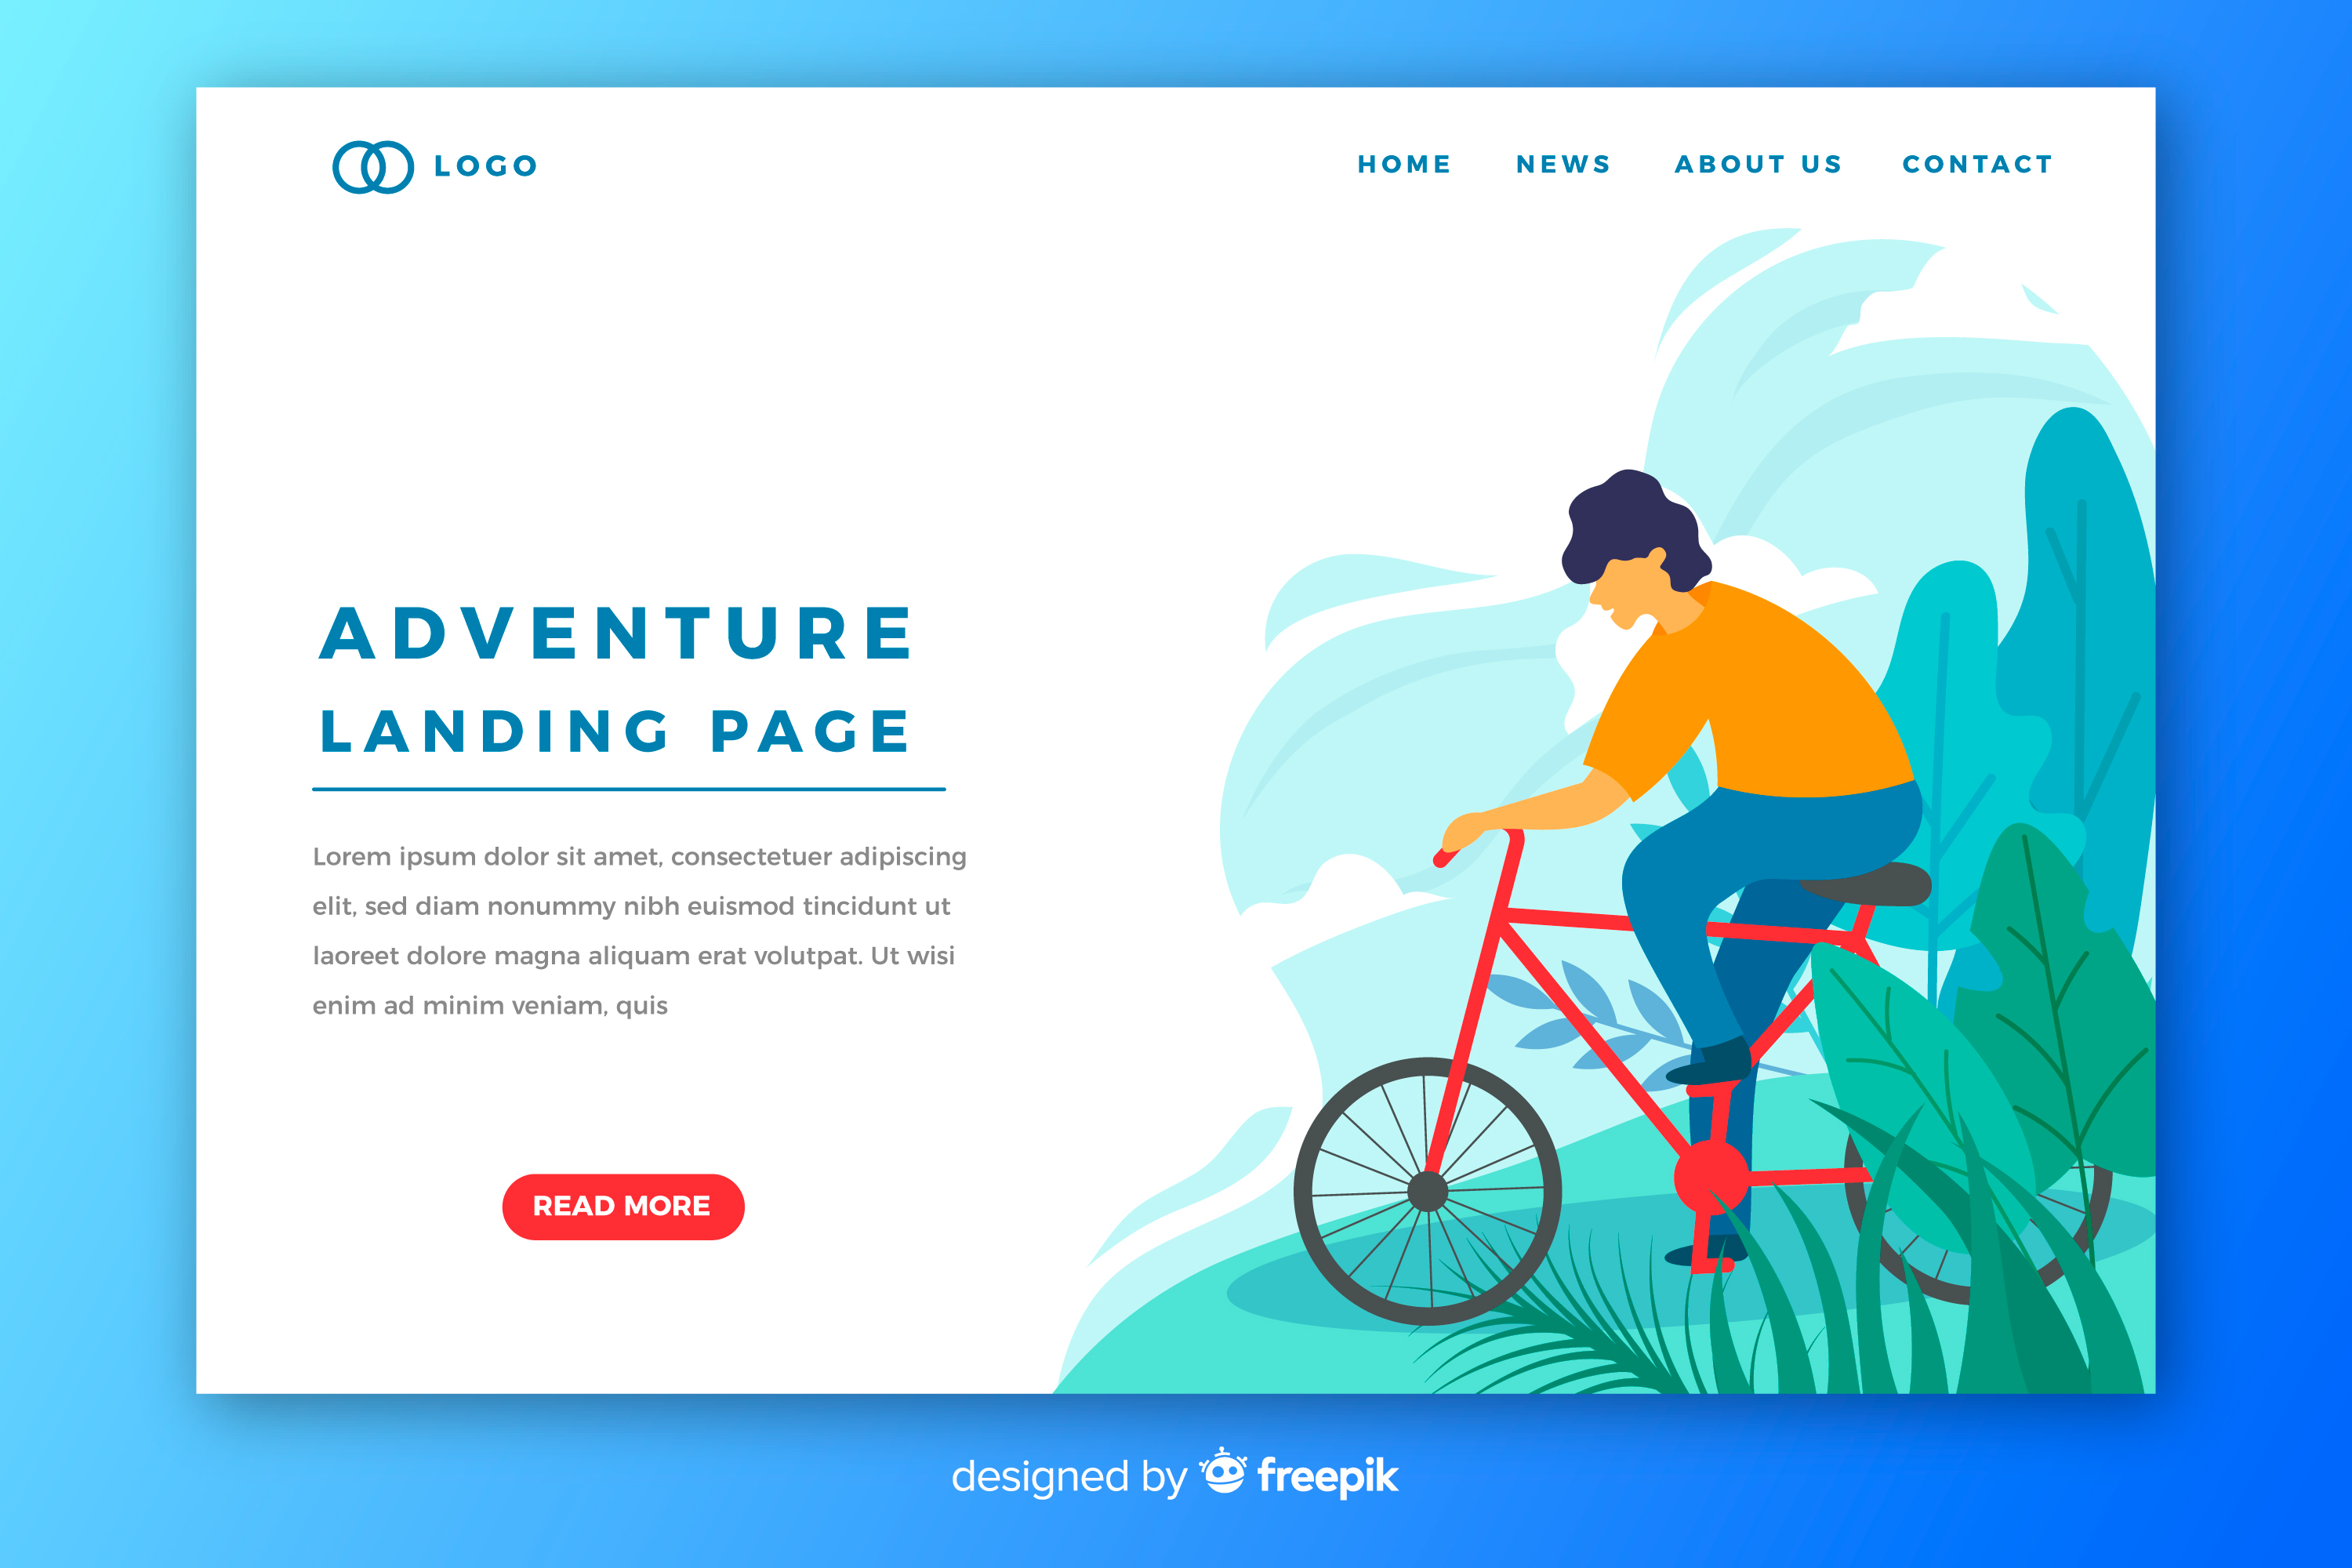 LOGO
HOME NEWS ABOUT US CONTACT
ADVENTURE
LANDING PAGE
Lorem ipsum dolor sit amet, consectetuer adipiscing
elit, sed diam nonummy nibh euismod tincidunt ut
laoreet dolore magna aliquam erat volutpat. Ut wisi
enim ad minim veniam, quis
READ MORE
designed by freepik